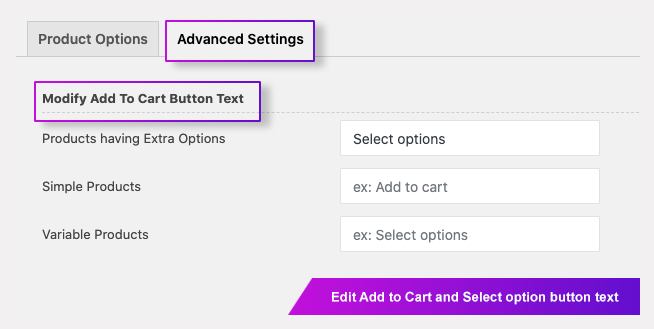 Product Options Advanced Settings
Modify Add To Cart Button Text
Products having Extra Options Select options
Simple Products ex: Add to cart
Variable Products ex: Select options
Edit Add to Cart and Select option button text